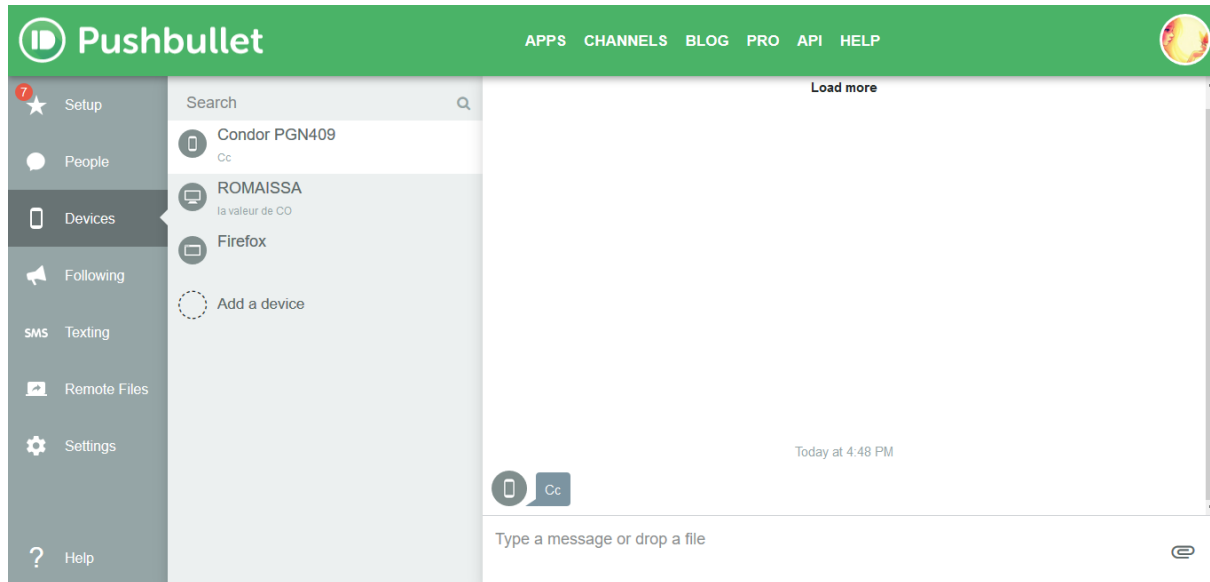 Pushbullet
APPS CHANNELS BLOG PRO API HELP
7
Setup
People
Devices
Following
SMS Texting
Remote Files
Settings
? Help
Search
Condor PGN409
Cc
ROMAISSA
la valeur de CO
Firefox
Add a device
Load more
Today at 4:48 PM
Cc
Type a message or drop a file